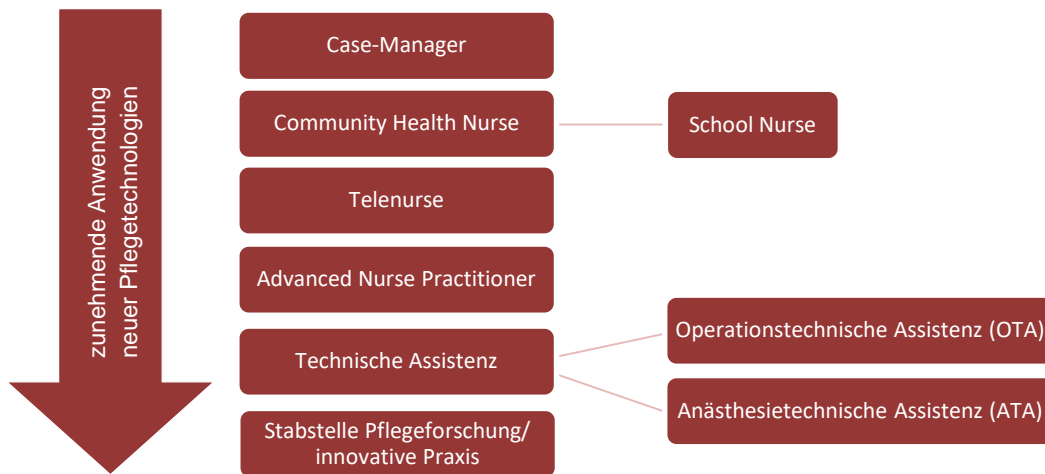 zunehmende Anwendung
neuer Pflegetechnologien
Case-Manager
Community Health Nurse
School Nurse
Telenurse
Advanced Nurse Practitioner
Technische Assistenz
Operationstechnische Assistenz (OTA)
Anästhesietechnische Assistenz (ATA)
Stabstelle Pflegeforschung/
innovative Praxis